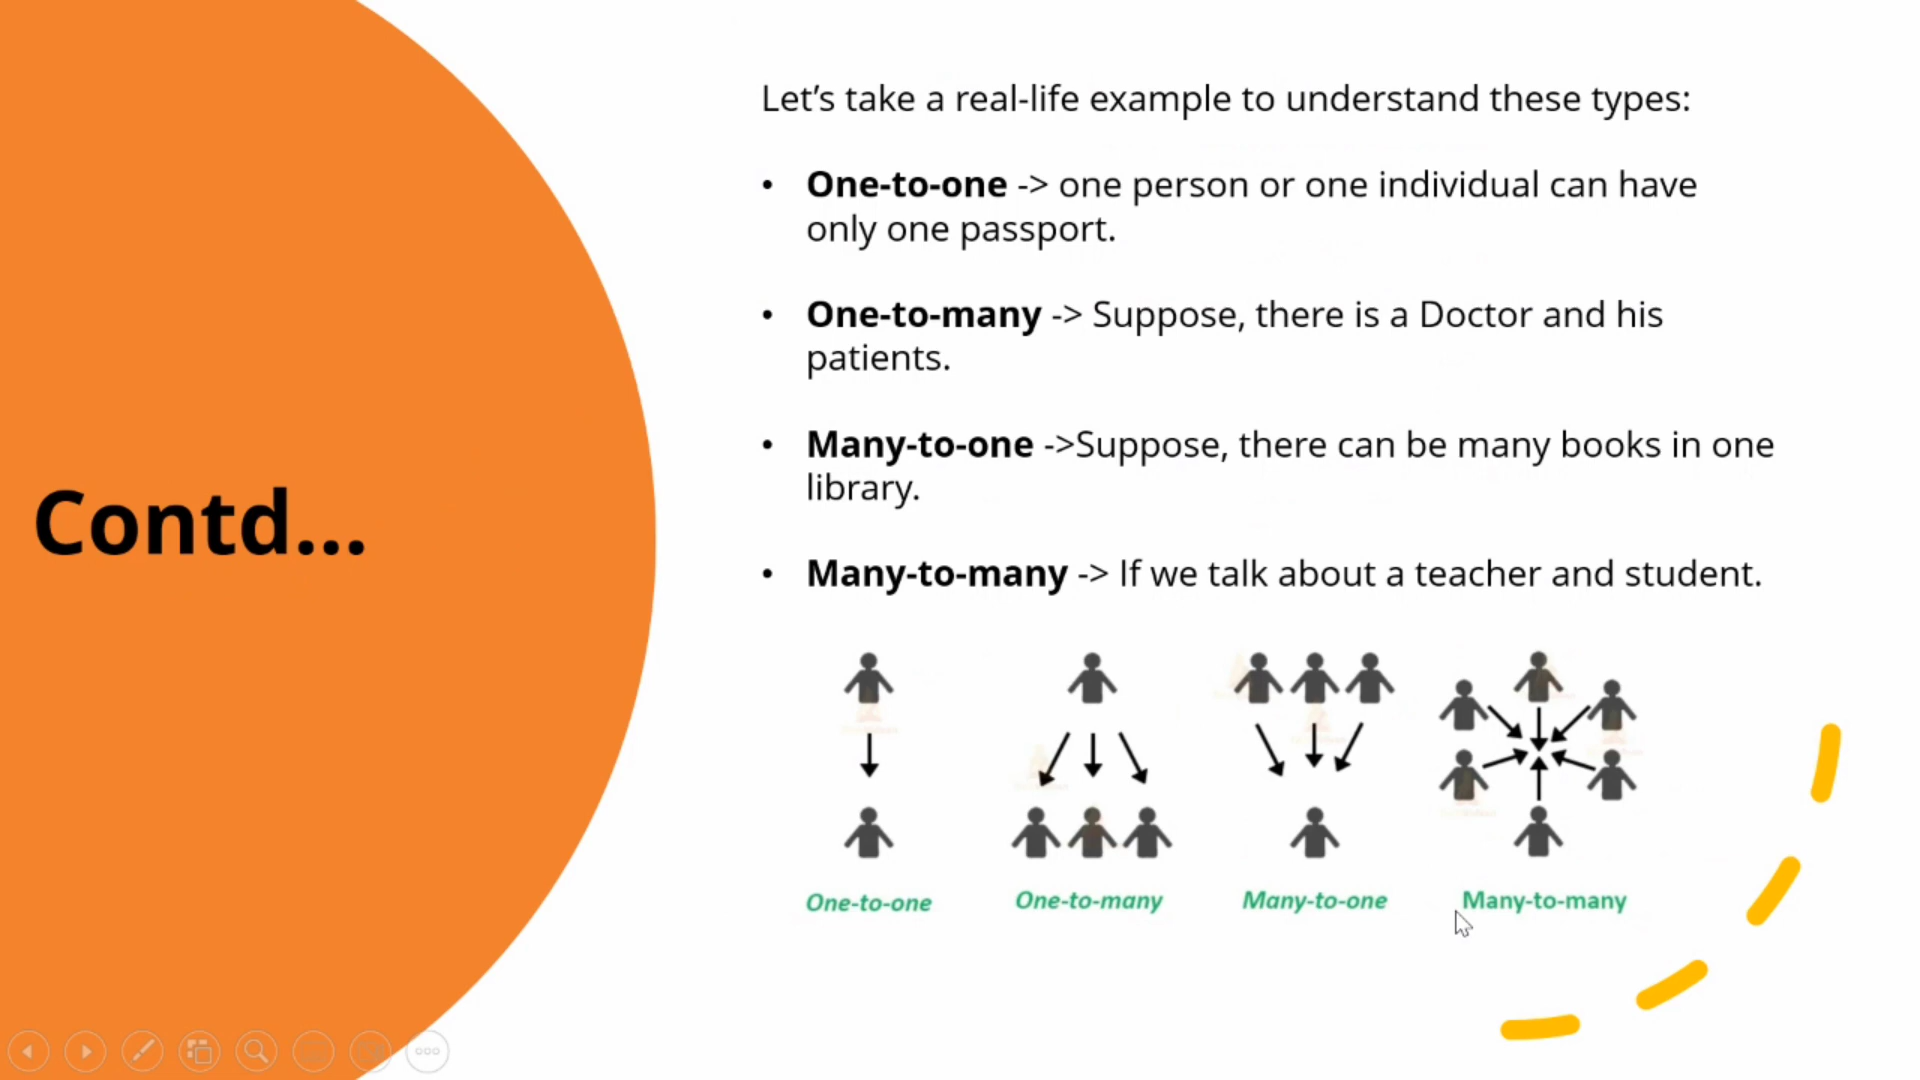 Let's take a real-life example to understand these types:
• One-to-one -> one person or one individual can have
only one passport.
• One-to-many -> Suppose, there is a Doctor and his
patients.
• Many-to-one ->Suppose, there can be many books in one
library.
• Many-to-many -> If we talk about a teacher and student.
Contd...
One-to-one
One-to-many
Many-to-one
Many-to-many